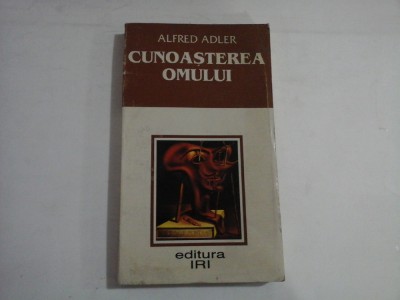 ALFRED ADLER
CUNOAȘTEREA
OMULUI
editura
IRI